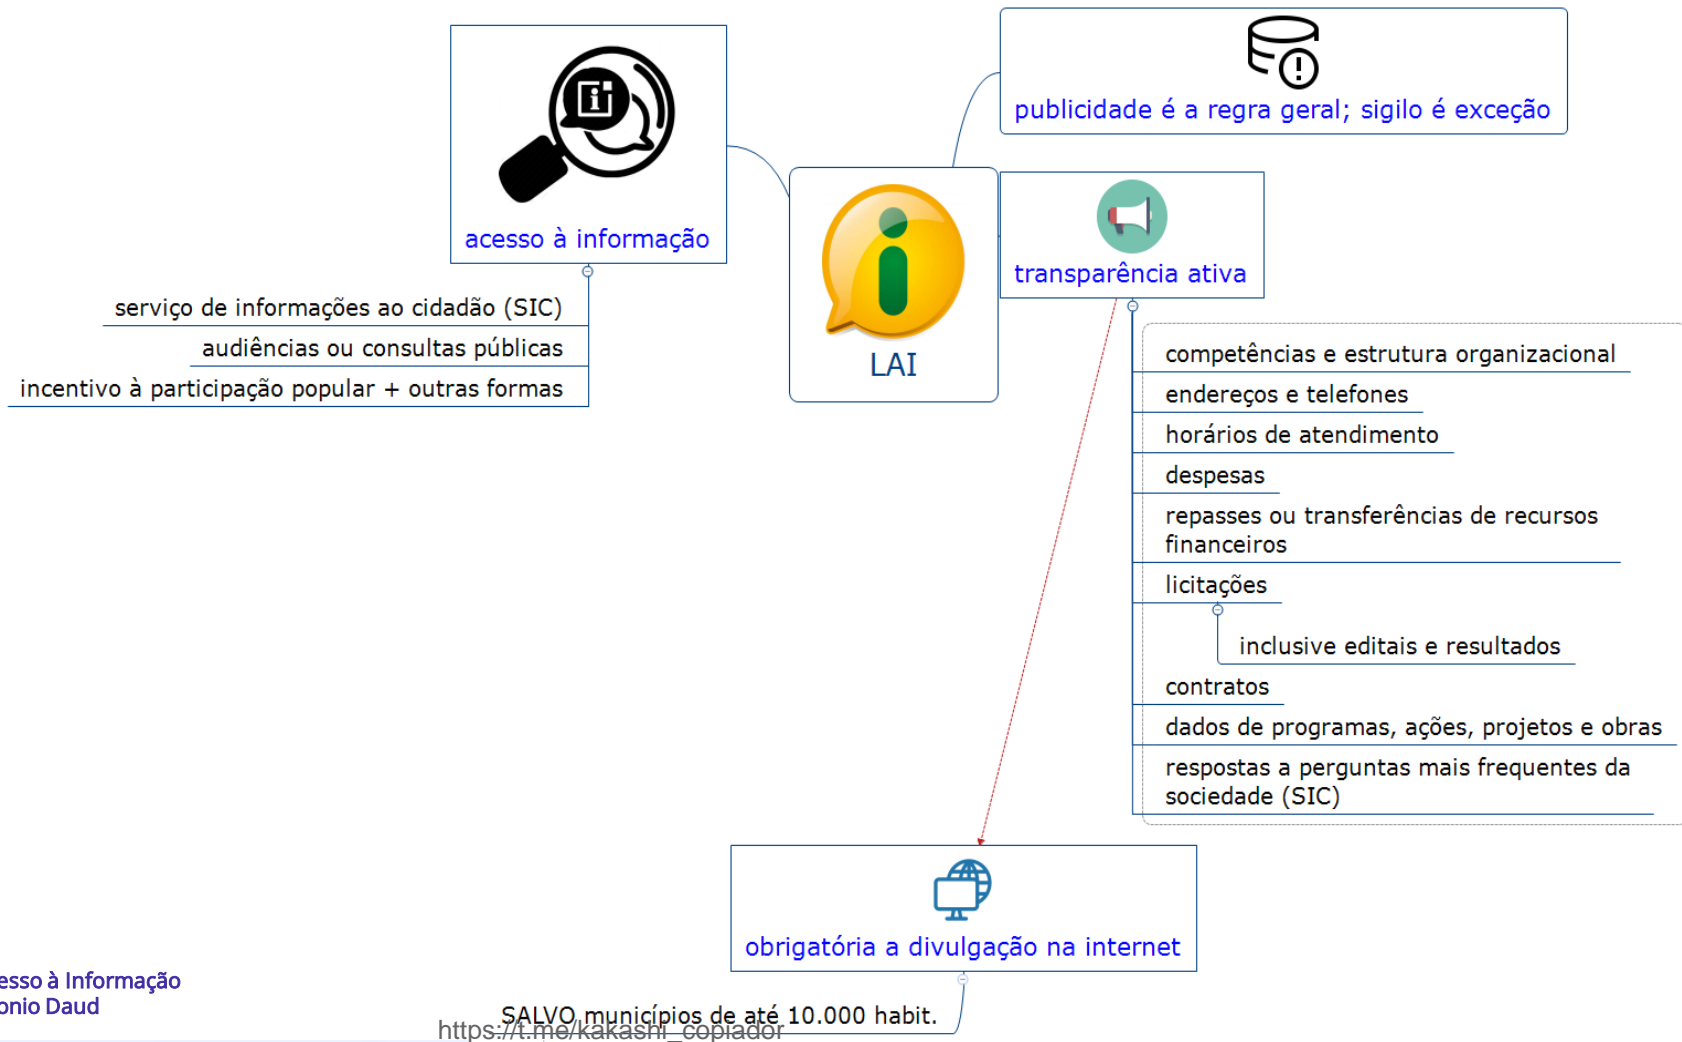 publicidade é a regra geral; sigilo é exceção
acesso à informação
serviço de informações ao cidadão (SIC)
audiências ou consultas públicas
incentivo à participação popular + outras formas
LAI
transparência ativa
competências e estrutura organizacional
endereços e telefones
horários de atendimento
despesas
repasses ou transferências de recursos
financeiros
licitações
inclusive editais e resultados
contratos
dados de programas, ações, projetos e obras
respostas a perguntas mais frequentes da
sociedade (SIC)
obrigatória a divulgação na internet
SALVO municípios de até 10.000 habit.
esso à Informação
onio Daud
https://t.me/kakashi_copiador